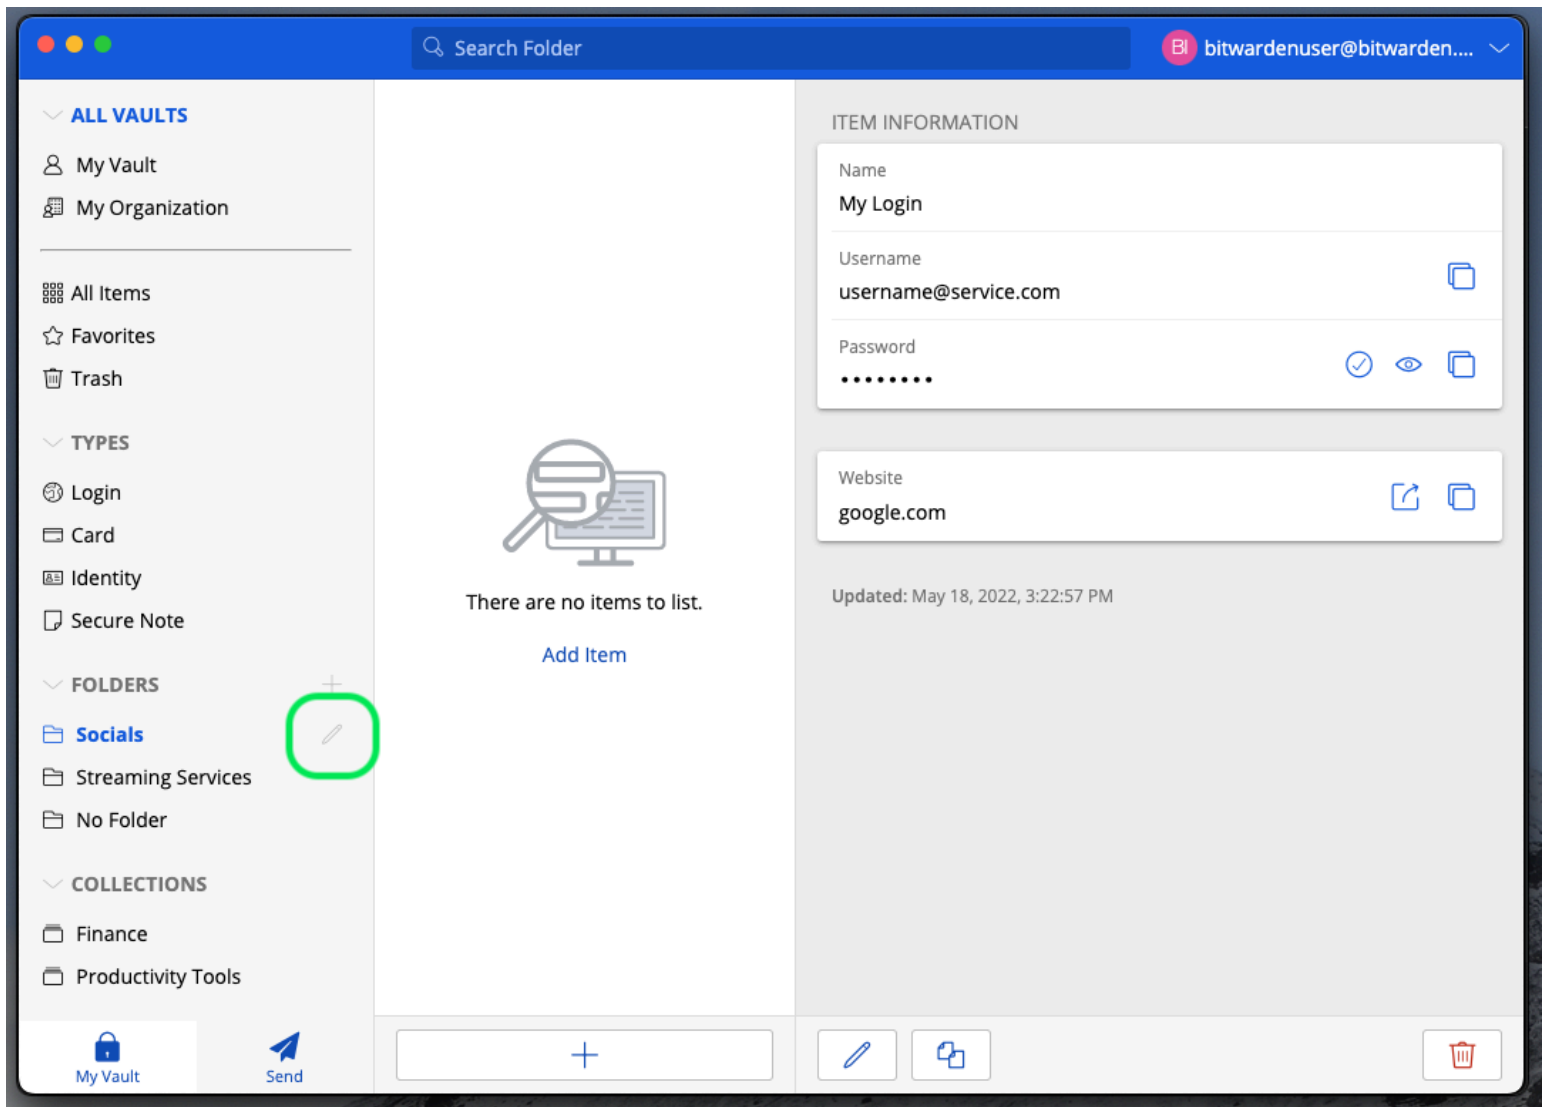 Search Folder
BI bitwardenuser@bitwarden....
ALL VAULTS
My Vault
My Organization
All Items
Favorites
Trash
TYPES
Login
Card
Identity
Secure Note
FOLDERS
Socials
Streaming Services
No Folder
COLLECTIONS
Finance
Productivity Tools
My Vault
Send
There are no items to list.
Add Item
ITEM INFORMATION
Name
My Login
Username
username@service.com
Password
••••••••
Website
google.com
Updated: May 18, 2022, 3:22:57 PM